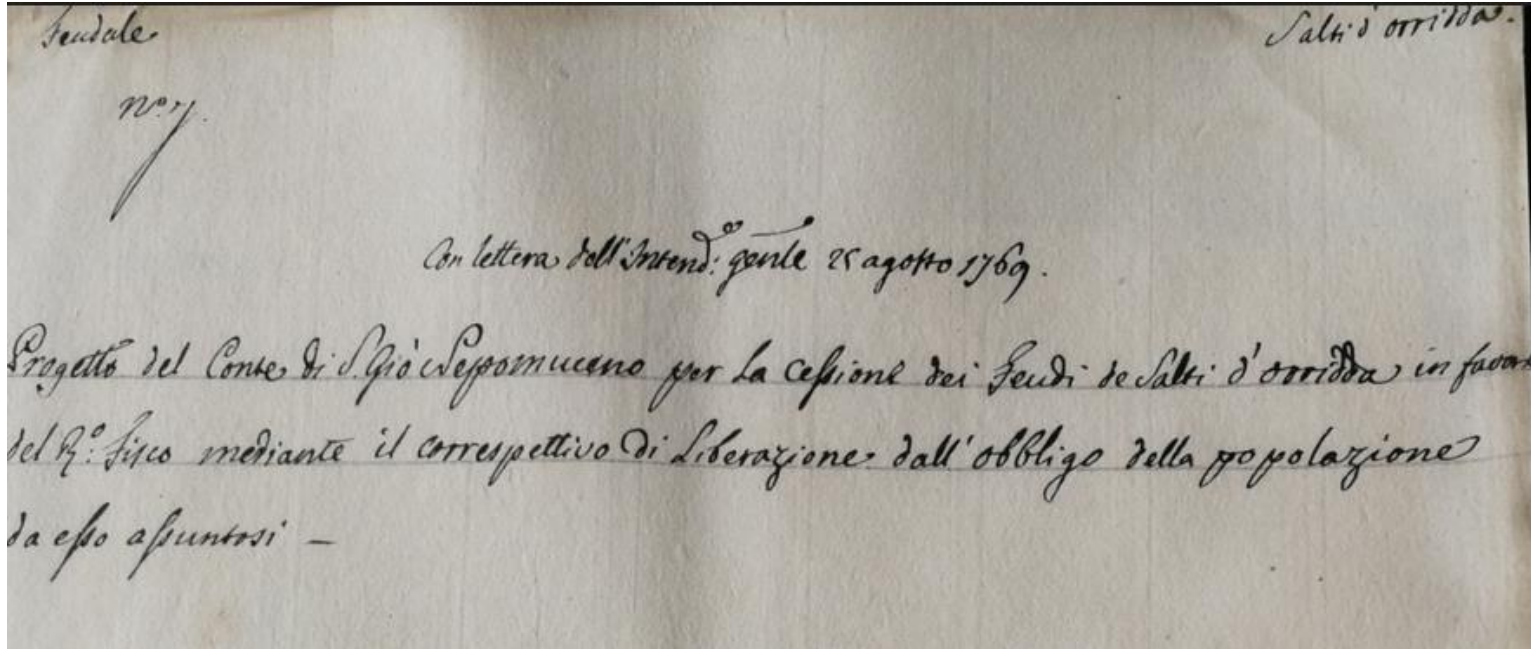 Feudale
Salti d'orridda.
N.º 7.
Con lettera dell'Intend.: gen̅le 25 agosto 1769.
Progetto del Conte di S. Giò Nepomuceno per la cessione dei Feudi de Salti d'orridda in favore
del R.º Fisco mediante il correspettivo di Liberazione dall'obbligo della popolazione
da esso assuntosi —